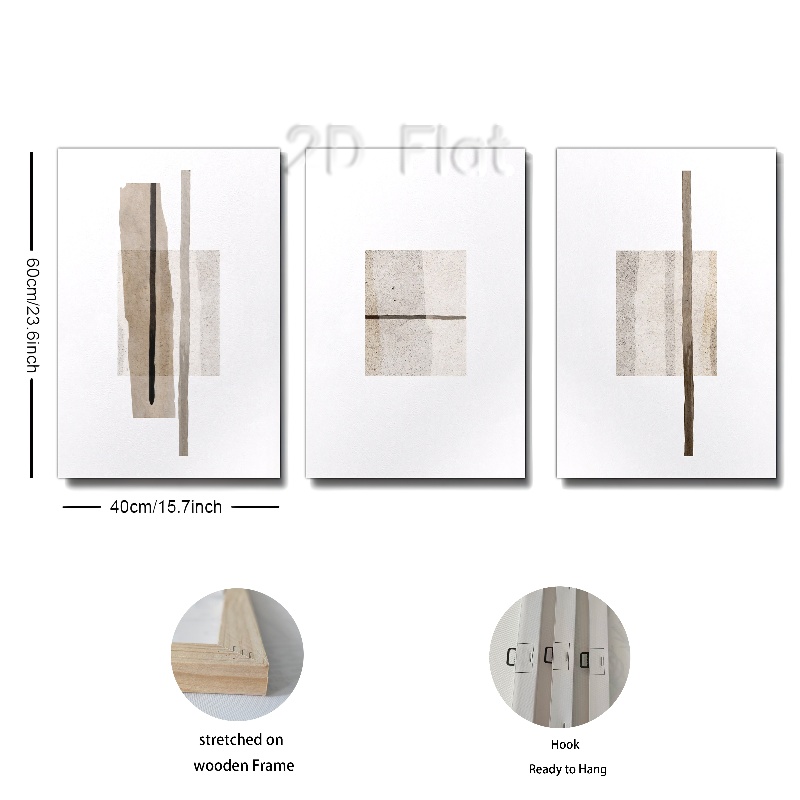 2D Flat
60cm/23.6inch
40cm/15.7inch
stretched on
wooden Frame
Hook
Ready to Hang